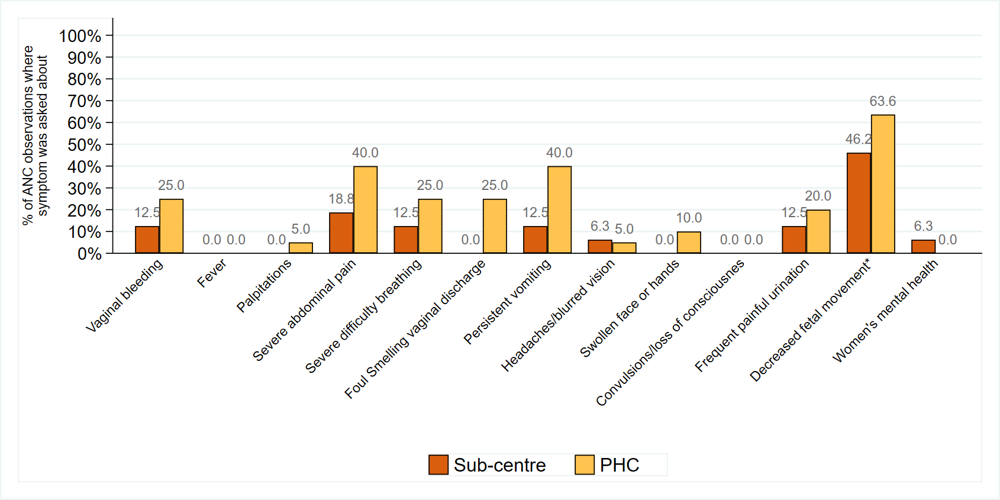 % of ANC observations where
symptom was asked about
100%
90%
80%
70%
60%
50%
40%
30%
20%
10%
0%
12.5
25.0
0.0
0.0
0.0
5.0
18.8
40.0
12.5
25.0
0.0
25.0
12.5
40.0
6.3
5.0
0.0
10.0
0.0
0.0
12.5
20.0
46.2
63.6
6.3
0.0
Vaginal bleeding
Fever
Palpitations
Severe abdominal pain
Severe difficulty breathing
Foul Smelling vaginal discharge
Persistent vomiting
Headaches/blurred vision
Swollen face or hands
Convulsions/loss of consciousnes
Frequent painful urination
Decreased fetal movement*
Women's mental health
Sub-centre
PHC